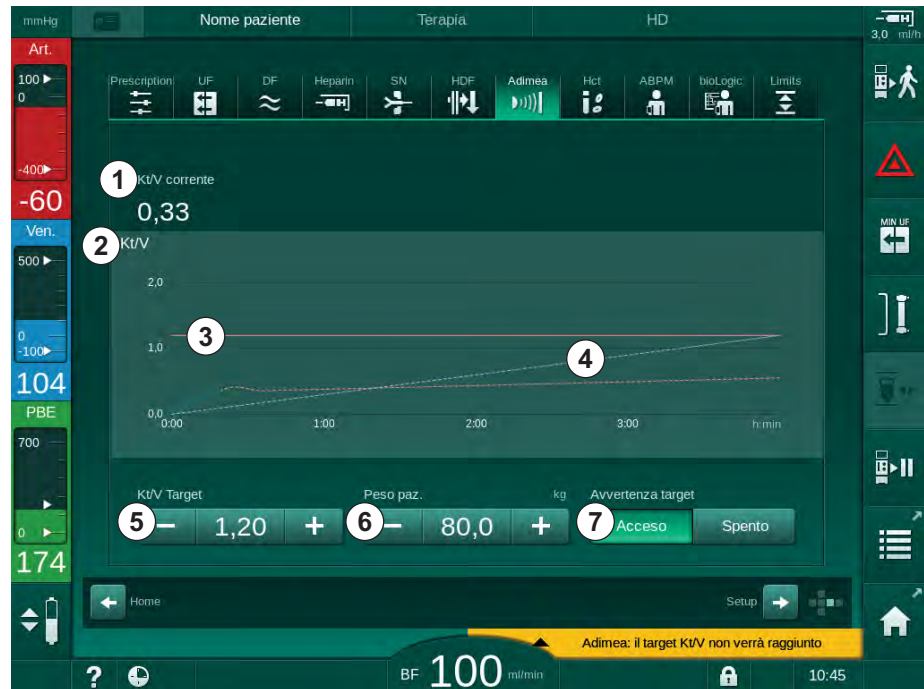 mmHg
Nome paziente
Terapia
HD
3,0 ml/h
Art.
100
0
-400
-60
Ven.
500
0
-100
104
PBE
700
0
174
Prescription
UF
DF
Heparin
SN
HDF
Adimea
Hct
ABPM
bioLogic
Limits
1
Kt/V corrente
0,33
2
Kt/V
2,0
3
1,0
4
0,0
0:00
1:00
2:00
3:00
h:min
Kt/V Target
Peso paz.
kg
Avvertenza target
5
− 1,20 +
6
− 80,0 +
7
Acceso
Spento
MIN UF
Home
Setup
Adimea: il target Kt/V non verrà raggiunto
?
BF 100 ml/min
10:45